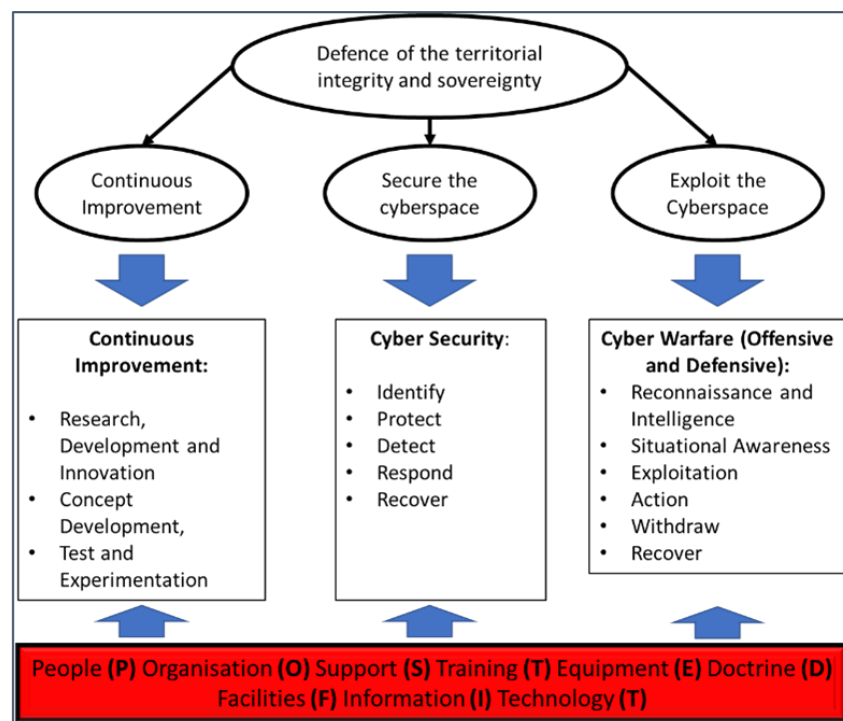 Defence of the territorial
integrity and sovereignty
Continuous
Improvement
Secure the
cyberspace
Exploit the
Cyberspace
Continuous
Improvement:
• Research,
Development and
Innovation
• Concept
Development,
• Test and
Experimentation
Cyber Security:
• Identify
• Protect
• Detect
• Respond
• Recover
Cyber Warfare (Offensive
and Defensive):
• Reconnaissance and
Intelligence
• Situational Awareness
• Exploitation
• Action
• Withdraw
• Recover
People (P) Organisation (O) Support (S) Training (T) Equipment (E) Doctrine (D)
Facilities (F) Information (I) Technology (T)